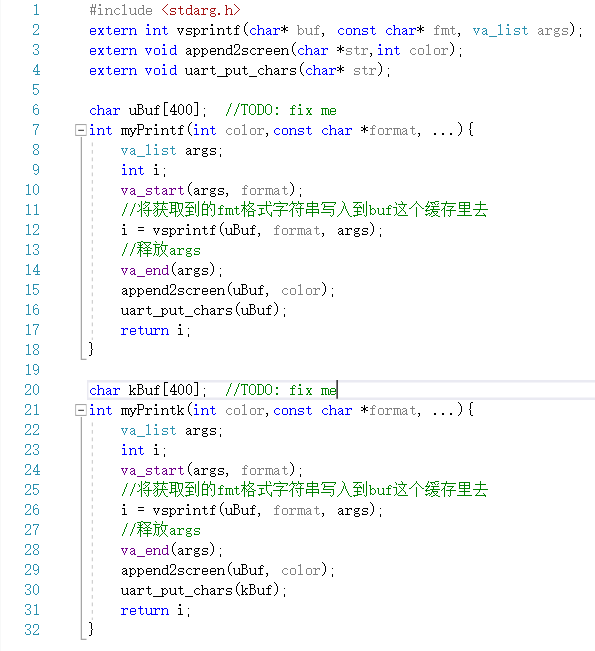 1 #include <stdarg.h>
2 extern int vsprintf(char* buf, const char* fmt, va_list args);
3 extern void append2screen(char *str,int color);
4 extern void uart_put_chars(char* str);
5
6 char uBuf[400];  //TODO: fix me
7 int myPrintf(int color,const char *format, ...){
8     va_list args;
9     int i;
10     va_start(args, format);
11     //将获取到的fmt格式字符串写入到buf这个缓存里去
12     i = vsprintf(uBuf, format, args);
13     //释放args
14     va_end(args);
15     append2screen(uBuf, color);
16     uart_put_chars(uBuf);
17     return i;
18 }
19
20 char kBuf[400];  //TODO: fix me
21 int myPrintk(int color,const char *format, ...){
22     va_list args;
23     int i;
24     va_start(args, format);
25     //将获取到的fmt格式字符串写入到buf这个缓存里去
26     i = vsprintf(uBuf, format, args);
27     //释放args
28     va_end(args);
29     append2screen(uBuf, color);
30     uart_put_chars(kBuf);
31     return i;
32 }